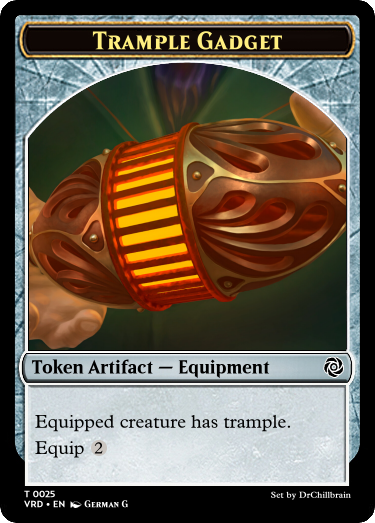 Trample Gadget
Token Artifact — Equipment
Equipped creature has trample.
Equip 2
T 0025
VRD • EN German G
Set by DrChillbrain